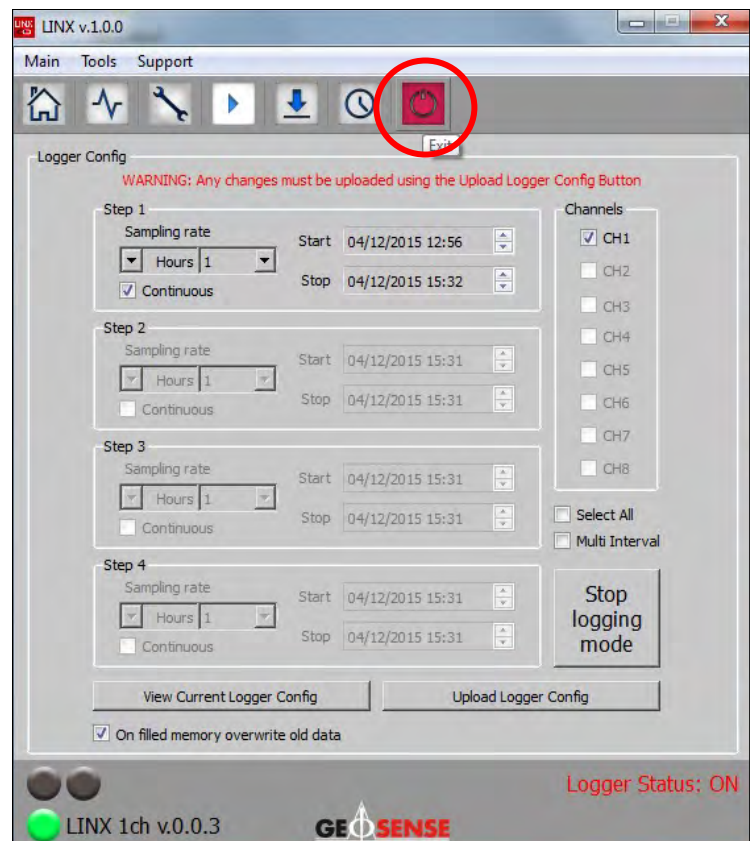 LINX v.1.0.0
Main Tools Support
Exit
Logger Config
WARNING: Any changes must be uploaded using the Upload Logger Config Button
Step 1
Sampling rate
Hours 1
Continuous
Start 04/12/2015 12:56
Stop 04/12/2015 15:32
Step 2
Sampling rate
Hours 1
Continuous
Start 04/12/2015 15:31
Stop 04/12/2015 15:31
Step 3
Sampling rate
Hours 1
Continuous
Start 04/12/2015 15:31
Stop 04/12/2015 15:31
Step 4
Sampling rate
Hours 1
Continuous
Start 04/12/2015 15:31
Stop 04/12/2015 15:31
Channels
CH1
CH2
CH3
CH4
CH5
CH6
CH7
CH8
Select All
Multi Interval
Stop
logging
mode
View Current Logger Config
Upload Logger Config
On filled memory overwrite old data
Logger Status: ON
LINX 1ch v.0.0.3
GEOSENSE